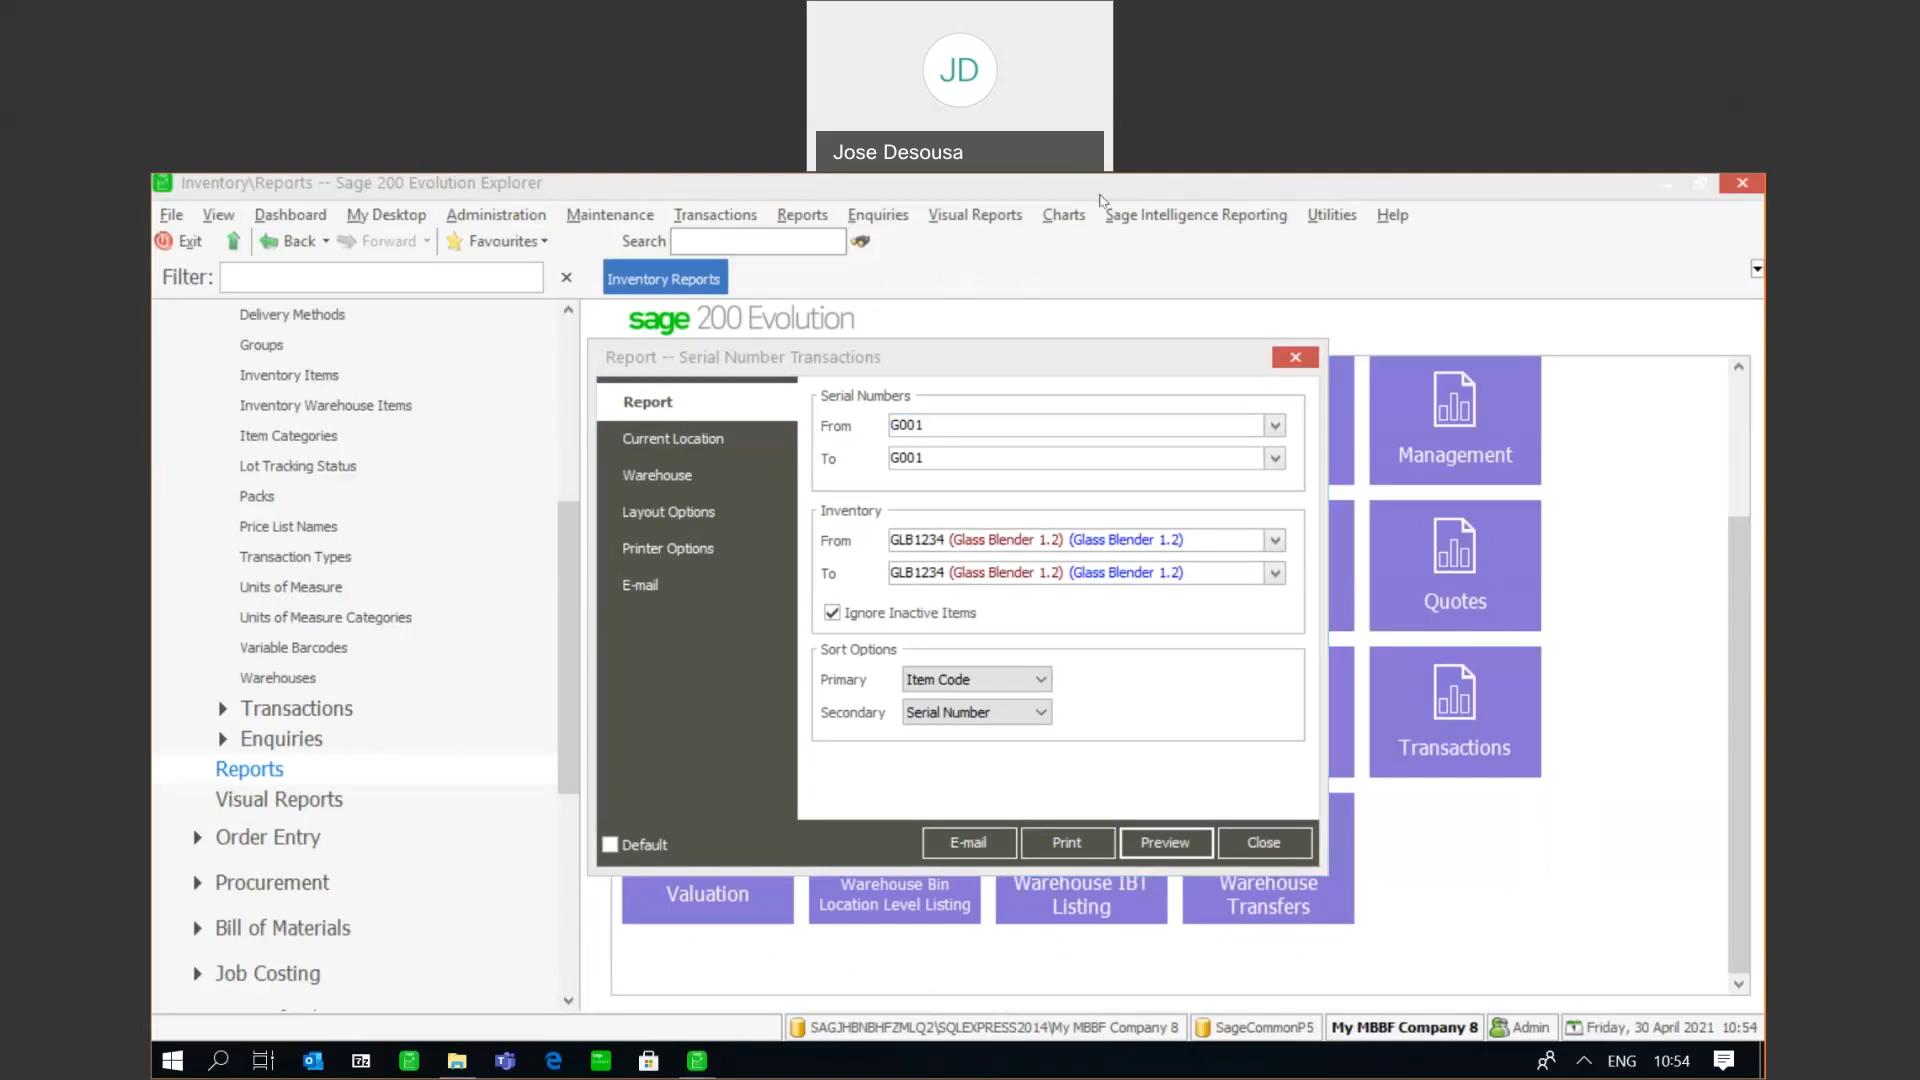 JD
Jose Desousa
Inventory\Reports -- Sage 200 Evolution Explorer
File View Dashboard My Desktop Administration Maintenance Transactions Reports Enquiries Visual Reports Charts Sage Intelligence Reporting Utilities Help
Exit Back Forward Favourites Search
Filter: Inventory Reports
sage 200 Evolution
Delivery Methods
Groups
Inventory Items
Inventory Warehouse Items
Item Categories
Lot Tracking Status
Packs
Price List Names
Transaction Types
Units of Measure
Units of Measure Categories
Variable Barcodes
Warehouses
Transactions
Enquiries
Reports
Visual Reports
Order Entry
Procurement
Bill of Materials
Job Costing
Report -- Serial Number Transactions
Report
Current Location
Warehouse
Layout Options
Printer Options
E-mail
Serial Numbers
From G001
To G001
Inventory
From GLB1234 (Glass Blender 1.2) (Glass Blender 1.2)
To GLB1234 (Glass Blender 1.2) (Glass Blender 1.2)
Ignore Inactive Items
Sort Options
Primary Item Code
Secondary Serial Number
Default E-mail Print Preview Close
Management
Quotes
Transactions
Valuation
Warehouse Bin
Location Level Listing
Warehouse IBT
Listing
Warehouse
Transfers
SAGJHBNBHFZMLQ2\SQLEXPRESS2014\My MBBF Company 8 SageCommonP5 My MBBF Company 8 Admin Friday, 30 April 2021 10:54
7z ENG 10:54